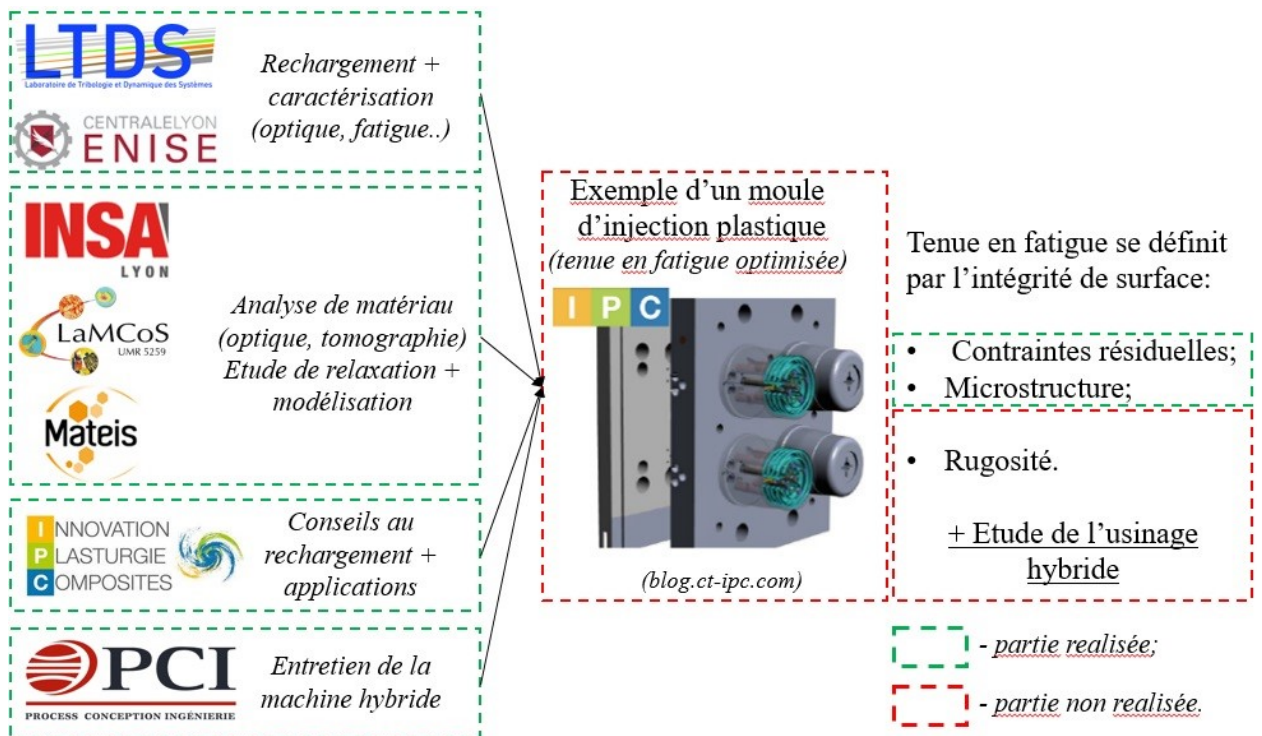 LTDS
Laboratoire de Tribologie et Dynamique des Systèmes
CENTRALELYON
ENISE
Rechargement +
caractérisation
(optique, fatigue..)
INSA
LYON
LaMCoS
UMR 5259
Mateis
Analyse de matériau
(optique, tomographie)
Etude de relaxation +
modélisation
I INNOVATION
P PLASTURGIE
C COMPOSITES
Conseils au
rechargement +
applications
PCI
PROCESS CONCEPTION INGÉNIERIE
Entretien de la
machine hybride
Exemple d’un moule
d’injection plastique
(tenue en fatigue optimisée)
I P C
(blog.ct-ipc.com)
Tenue en fatigue se définit
par l’intégrité de surface:
• Contraintes résiduelles;
• Microstructure;
• Rugosité.
+ Etude de l’usinage
hybride
- partie realisée;
- partie non realisée.